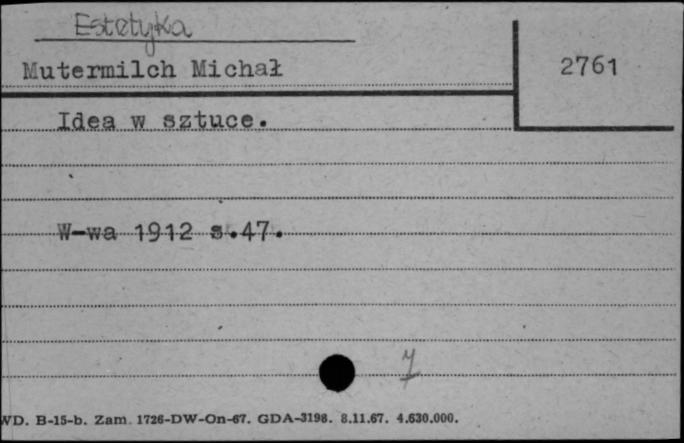 Estetyka
Mutermilch Michał
2761
Idea w sztuce.
W-wa 1912 s.47.
WD. B-15-b. Zam. 1726-DW-On-67. GDA-3198. 8.11.67. 4.630.000.